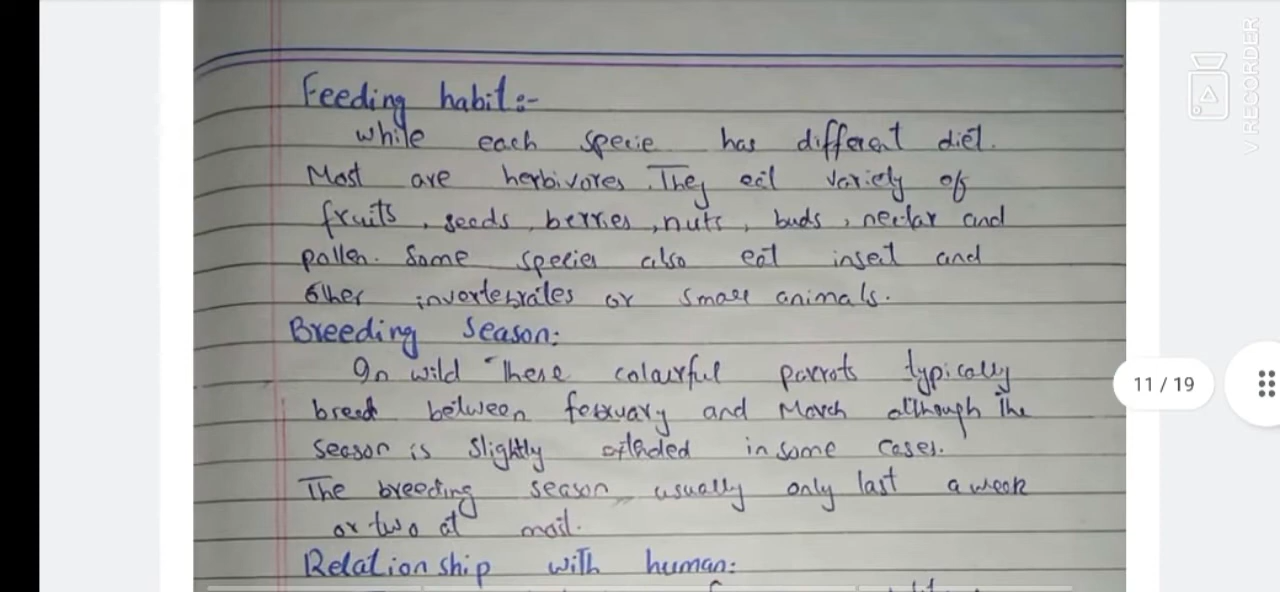 Feeding habit:-
while each specie has different diet.
Most are herbivores. They eat variety of
fruits, seeds, berries, nuts, buds, nectar and
pollen. Some species also eat insect and
other invertebrates or small animals.
Breeding season:
In wild These colourful parrots typically
breed between february and March although the
season is slightly extended in some cases.
The breeding season usually only last a week
or two at most.
Relationship with human:
11 / 19
V RECORDER